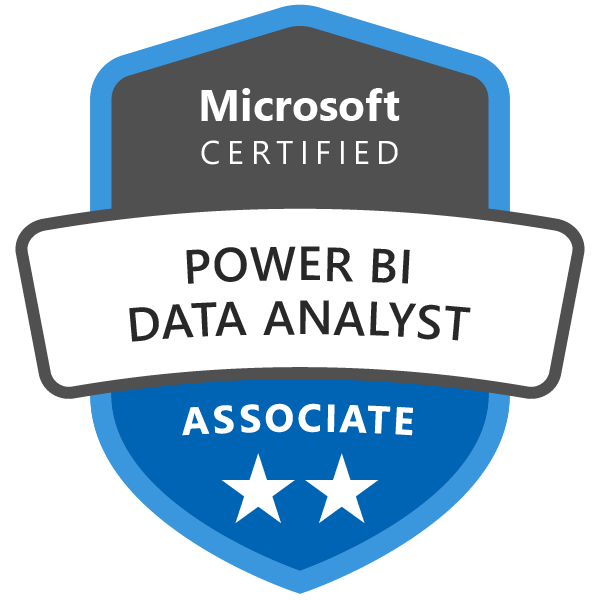 Microsoft
CERTIFIED
POWER BI
DATA ANALYST
ASSOCIATE